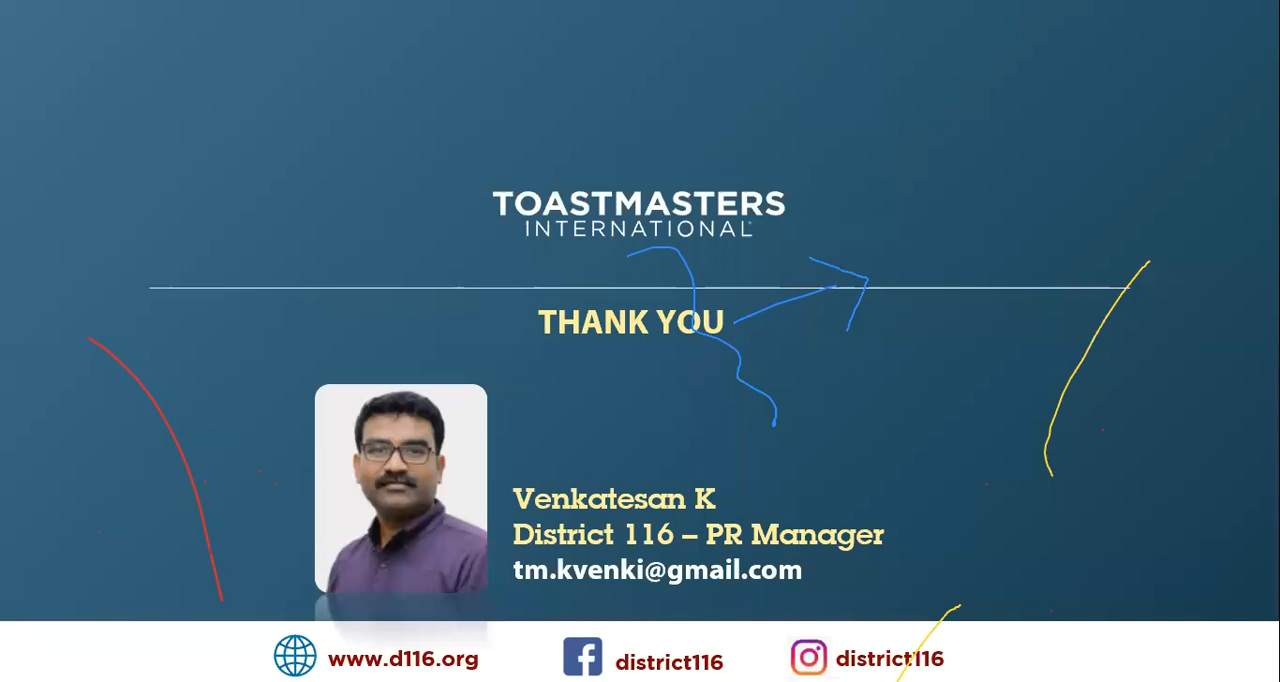 TOASTMASTERS
INTERNATIONAL
THANK YOU
Venkatesan K
District 116 – PR Manager
tm.kvenki@gmail.com
www.d116.org
district116
district116